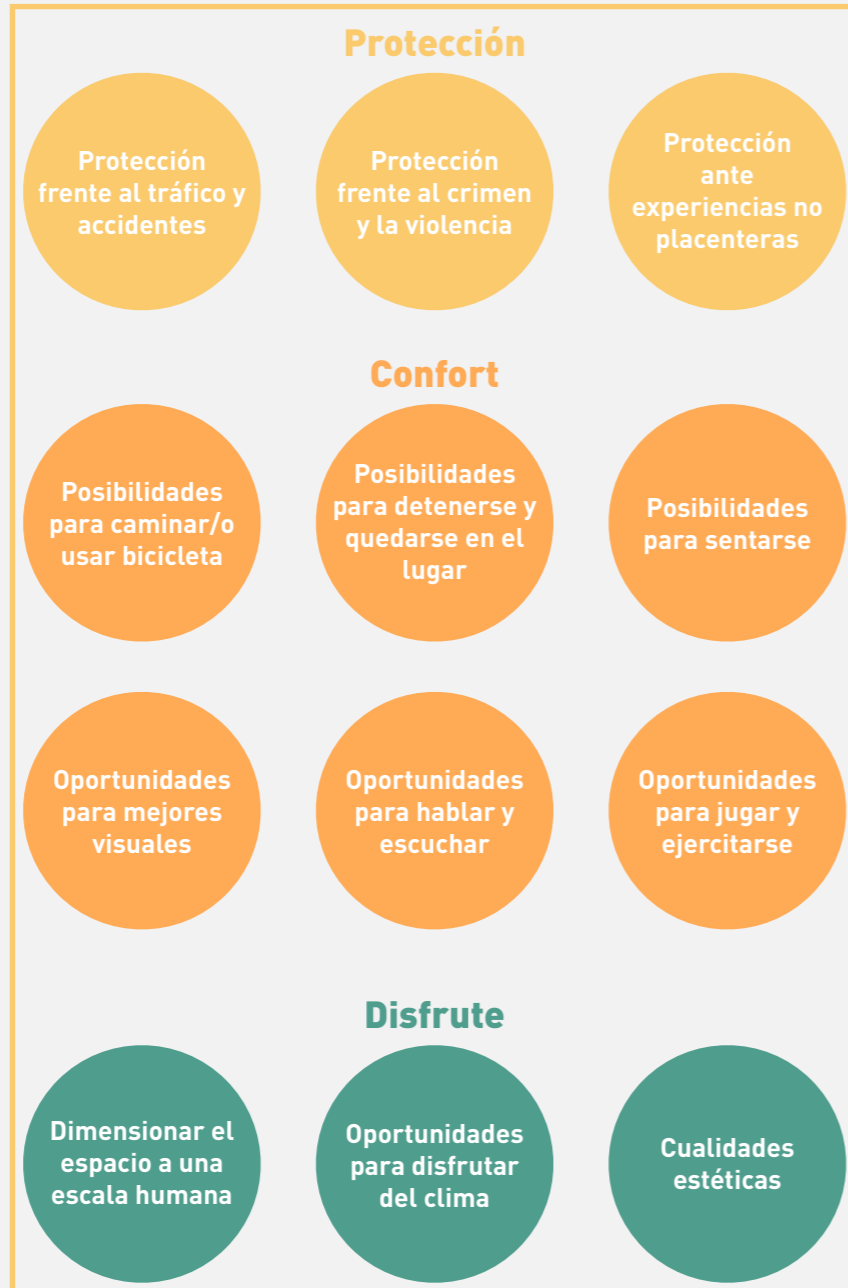 Protección
Protección
frente al tráfico y
accidentes
Protección
frente al crimen
y la violencia
Protección
ante
experiencias no
placenteras
Confort
Posibilidades
para caminar/o
usar bicicleta
Posibilidades
para detenerse y
quedarse en el
lugar
Posibilidades
para sentarse
Oportunidades
para mejores
visuales
Oportunidades
para hablar y
escuchar
Oportunidades
para jugar y
ejercitarse
Disfrute
Dimensionar el
espacio a una
escala humana
Oportunidades
para disfrutar
del clima
Cualidades
estéticas